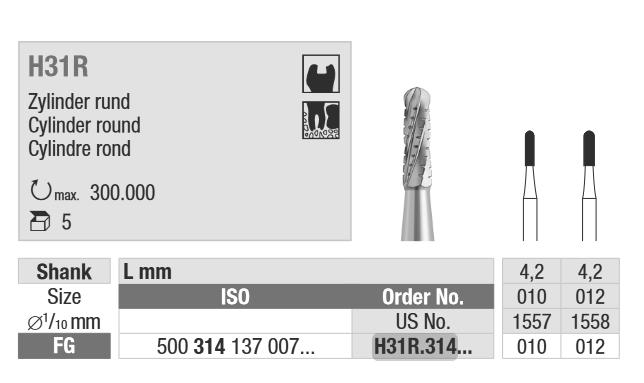 H31R
Zylinder rund
Cylinder round
Cylindre rond
max. 300.000
5
Shank L mm 4,2 4,2
Size ISO Order No. 010 012
Ø1/10 mm US No. 1557 1558
FG 500 314 137 007... H31R.314... 010 012